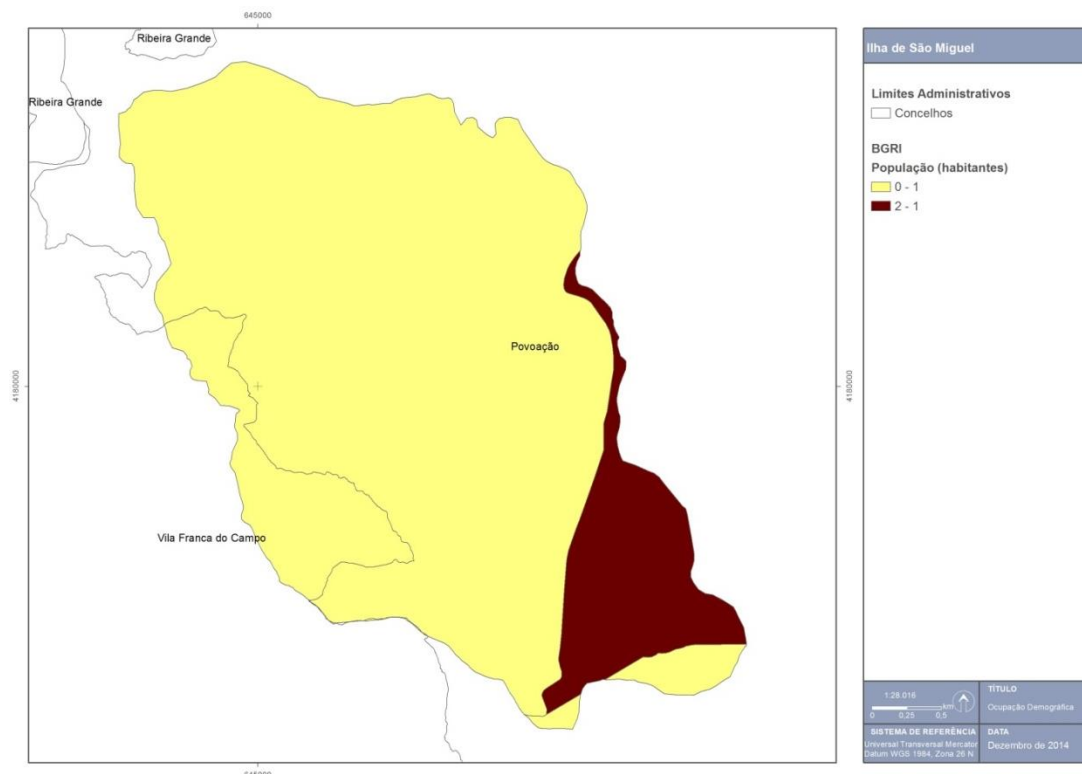 645000
Ribeira Grande
Ribeira Grande
Povoação
4180000
4180000
Vila Franca do Campo
645000
Ilha de São Miguel
Limites Administrativos
Concelhos
BGRI
População (habitantes)
0 - 1
2 - 1
1:28.016
km
0 0,25 0,5
TÍTULO
Ocupação Demográfica
SISTEMA DE REFERÊNCIA
Universal Transversal Mercator
Datum WGS 1984, Zona 26 N
DATA
Dezembro de 2014